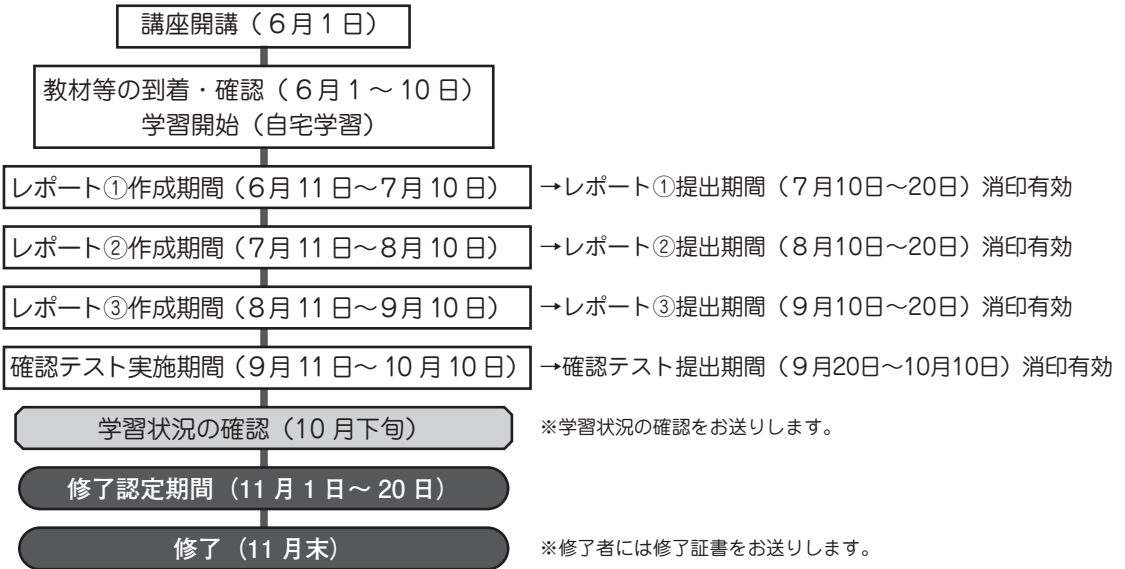 講座開講（６月１日）
教材等の到着・確認（６月１～10日）
学習開始（自宅学習）
レポート①作成期間（６月11日～７月10日）
→レポート①提出期間（７月10日～20日）消印有効
レポート②作成期間（７月11日～８月10日）
→レポート②提出期間（８月10日～20日）消印有効
レポート③作成期間（８月11日～９月10日）
→レポート③提出期間（９月10日～20日）消印有効
確認テスト実施期間（９月11日～10月10日）
→確認テスト提出期間（９月20日～10月10日）消印有効
学習状況の確認（10月下旬）
※学習状況の確認をお送りします。
修了認定期間（11月１日～20日）
修了（11月末）
※修了者には修了証書をお送りします。